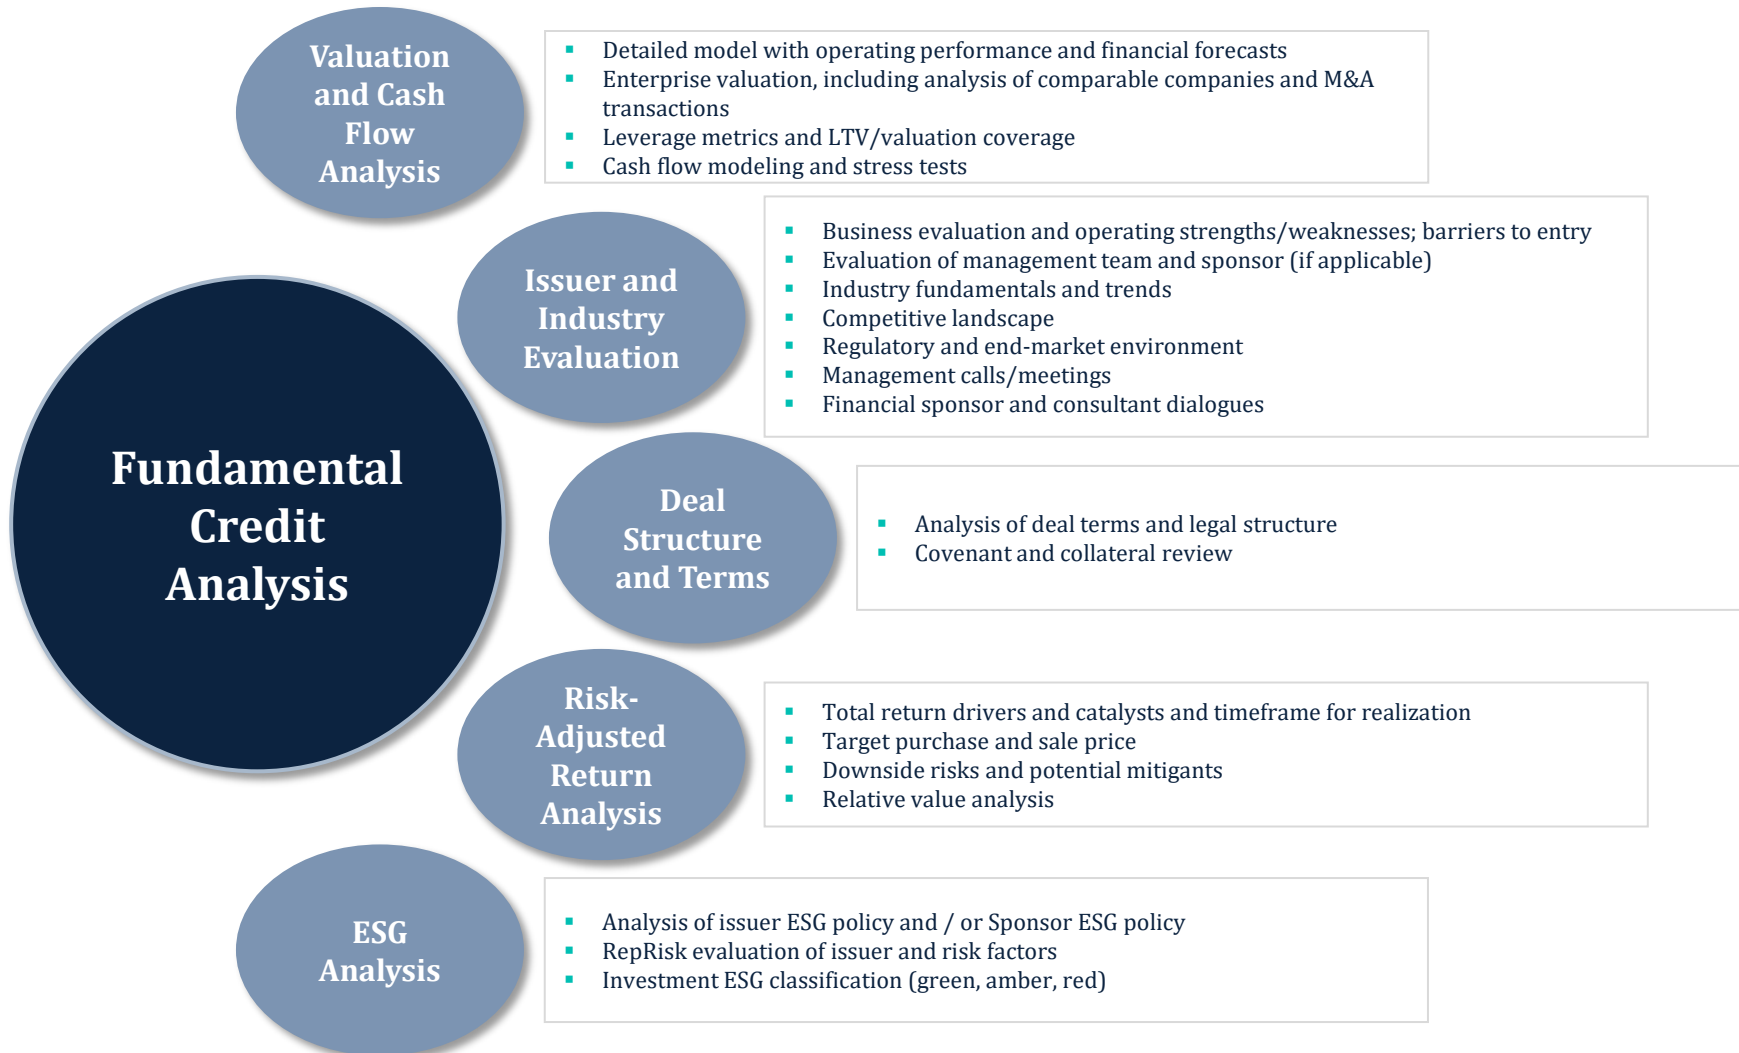 Valuation
and Cash
Flow
Analysis
Detailed model with operating performance and financial forecasts
Enterprise valuation, including analysis of comparable companies and M&A
transactions
Leverage metrics and LTV/valuation coverage
Cash flow modeling and stress tests
Issuer and
Industry
Evaluation
Business evaluation and operating strengths/weaknesses; barriers to entry
Evaluation of management team and sponsor (if applicable)
Industry fundamentals and trends
Competitive landscape
Regulatory and end-market environment
Management calls/meetings
Financial sponsor and consultant dialogues
Fundamental
Credit
Analysis
Deal
Structure
and Terms
Analysis of deal terms and legal structure
Covenant and collateral review
Risk-
Adjusted
Return
Analysis
Total return drivers and catalysts and timeframe for realization
Target purchase and sale price
Downside risks and potential mitigants
Relative value analysis
ESG
Analysis
Analysis of issuer ESG policy and / or Sponsor ESG policy
RepRisk evaluation of issuer and risk factors
Investment ESG classification (green, amber, red)